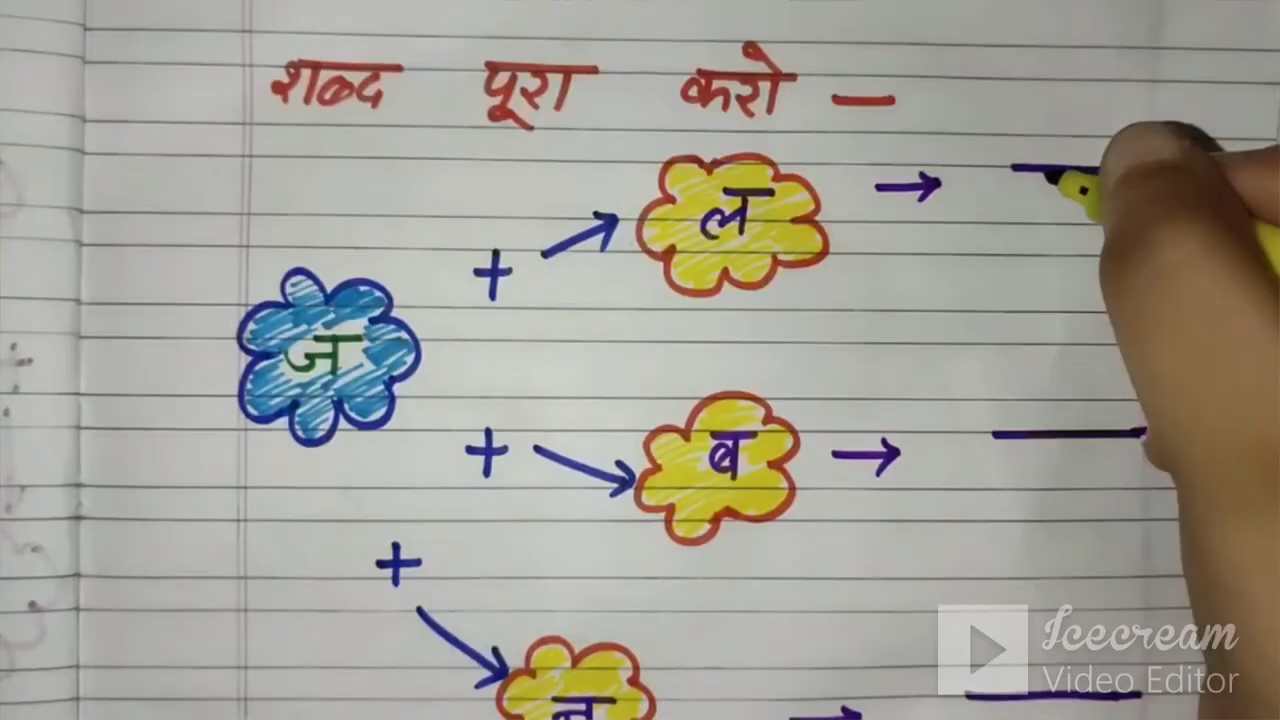 शब्द पूरा करो —
+ ल →
ज
+ ब →
+
Icecream
Video Editor